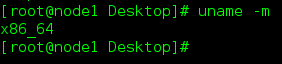 [root@node1 Desktop]# uname -m
x86_64
[root@node1 Desktop]#